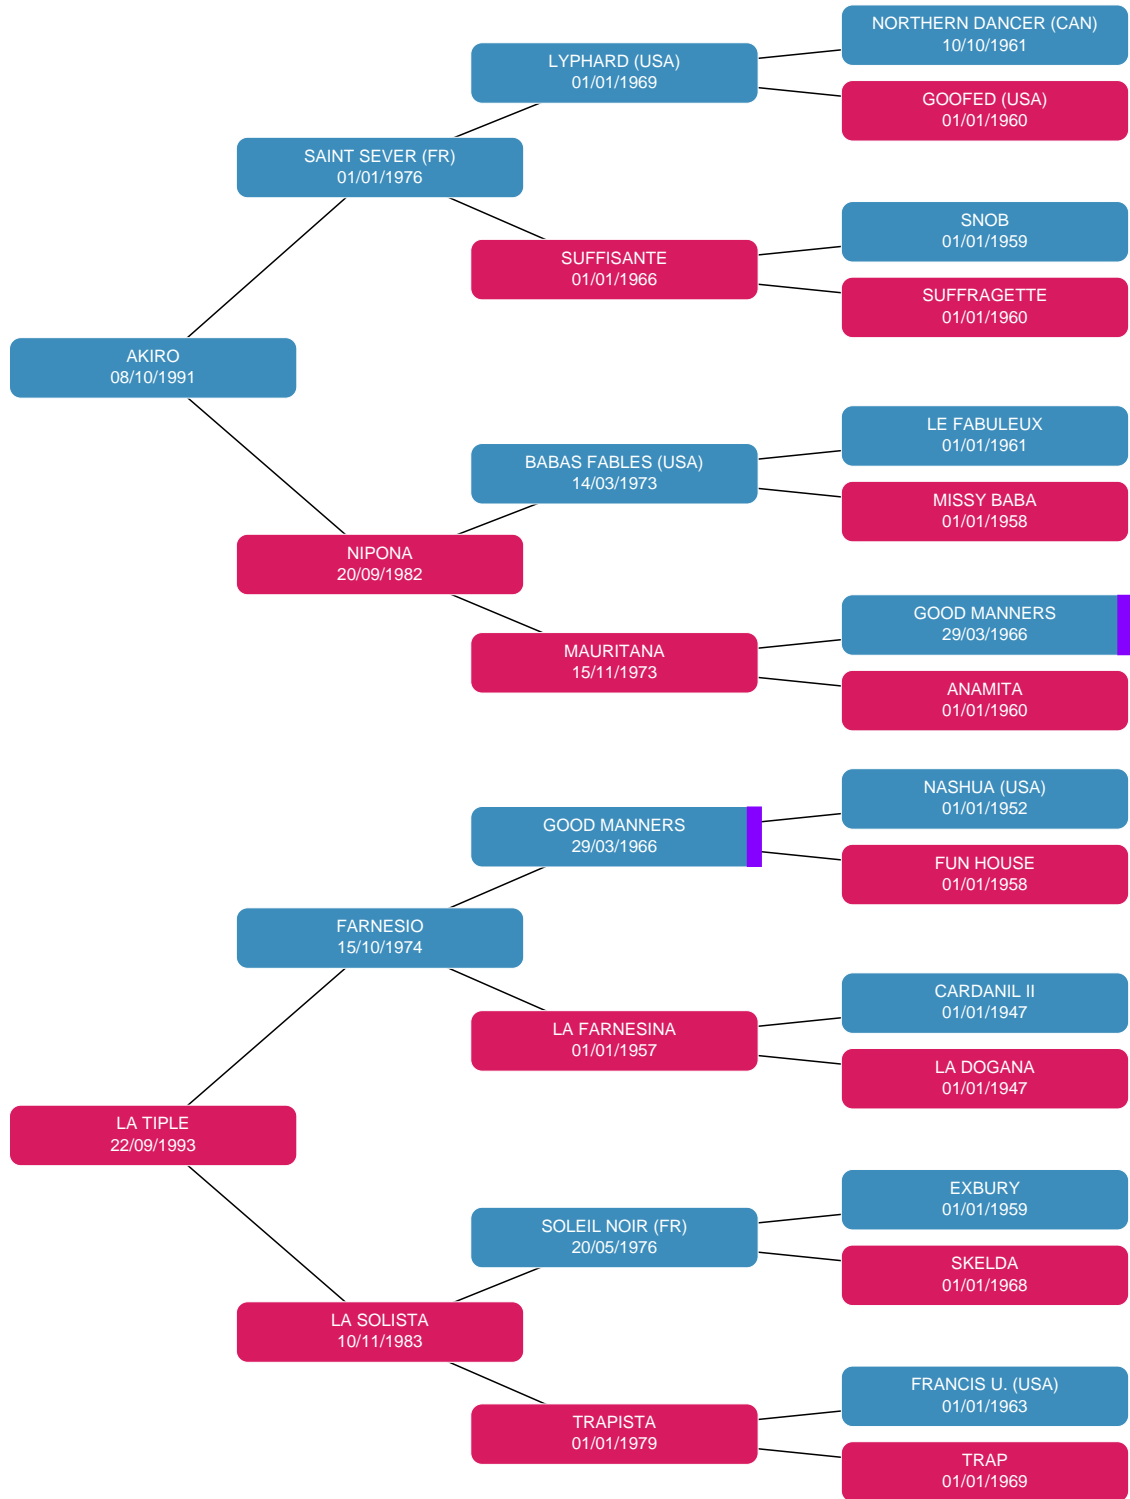 NORTHERN DANCER (CAN)
10/10/1961
LYPHARD (USA)
01/01/1969
GOOFED (USA)
01/01/1960
SAINT SEVER (FR)
01/01/1976
SNOB
01/01/1959
SUFFISANTE
01/01/1966
SUFFRAGETTE
01/01/1960
AKIRO
08/10/1991
LE FABULEUX
01/01/1961
BABAS FABLES (USA)
14/03/1973
MISSY BABA
01/01/1958
NIPONA
20/09/1982
GOOD MANNERS
29/03/1966
MAURITANA
15/11/1973
ANAMITA
01/01/1960
NASHUA (USA)
01/01/1952
GOOD MANNERS
29/03/1966
FUN HOUSE
01/01/1958
FARNESIO
15/10/1974
CARDANIL II
01/01/1947
LA FARNESINA
01/01/1957
LA DOGANA
01/01/1947
LA TIPLE
22/09/1993
EXBURY
01/01/1959
SOLEIL NOIR (FR)
20/05/1976
SKELDA
01/01/1968
LA SOLISTA
10/11/1983
FRANCIS U. (USA)
01/01/1963
TRAPISTA
01/01/1979
TRAP
01/01/1969